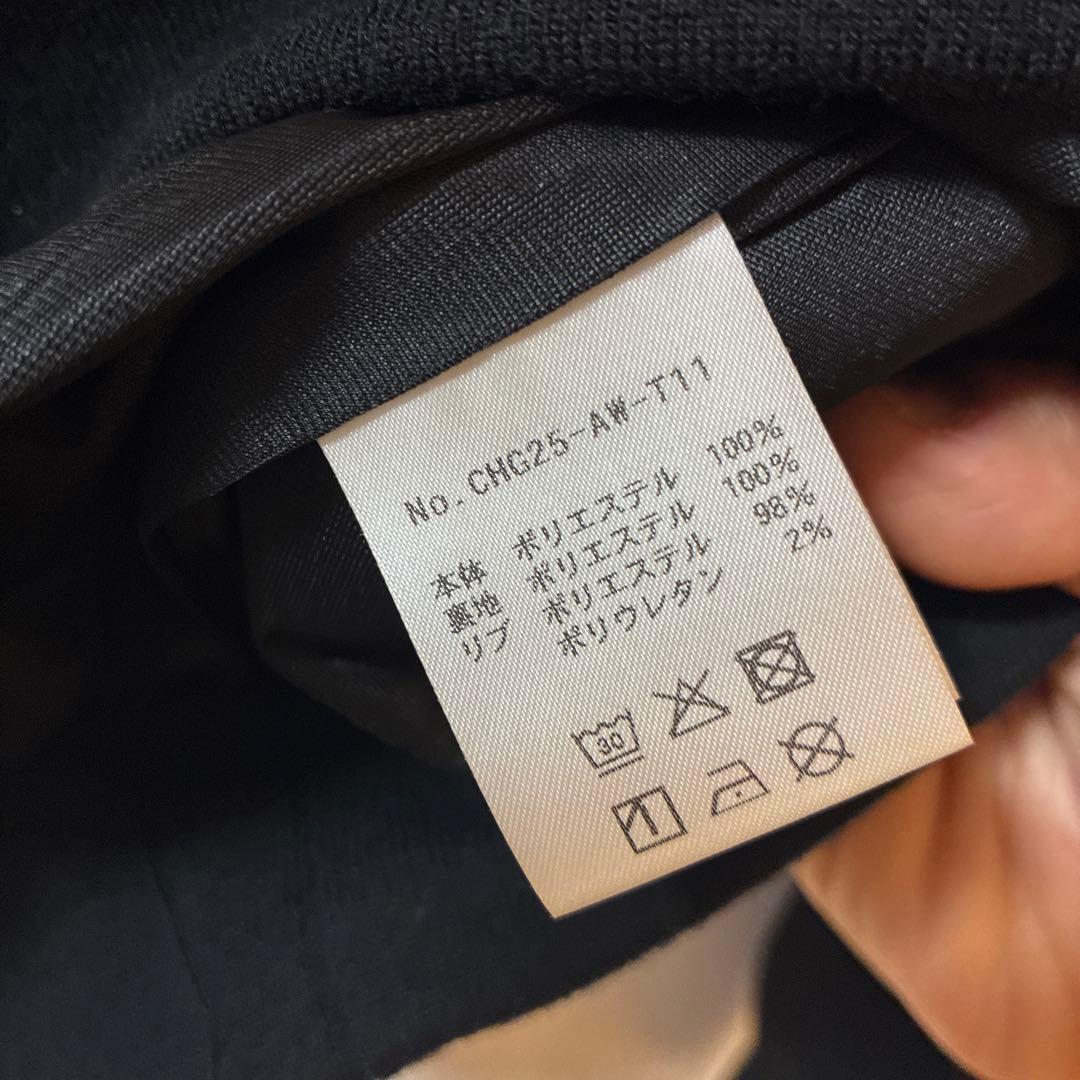 No.CHG25-AW-T11
本体 ポリエステル 100%
裏地 ポリエステル 100%
リブ ポリエステル 98%
ポリウレタン 2%
30